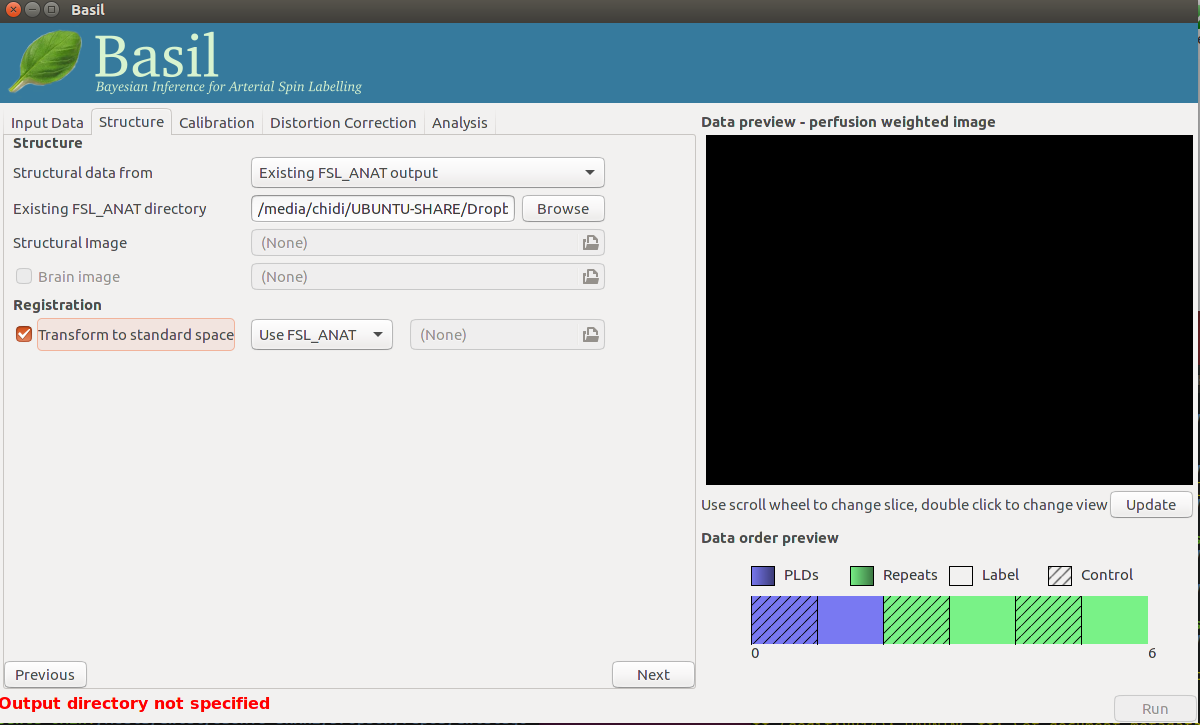 Basil
Basil
Bayesian Inference for Arterial Spin Labelling
Input Data Structure Calibration Distortion Correction Analysis
Structure
Structural data from Existing FSL_ANAT output
Existing FSL_ANAT directory /media/chidi/UBUNTU-SHARE/Dropb Browse
Structural Image (None)
Brain image (None)
Registration
Transform to standard space Use FSL_ANAT (None)
Previous Next
Data preview - perfusion weighted image
Use scroll wheel to change slice, double click to change view Update
Data order preview
PLDs Repeats Label Control
0 6
Output directory not specified
Run